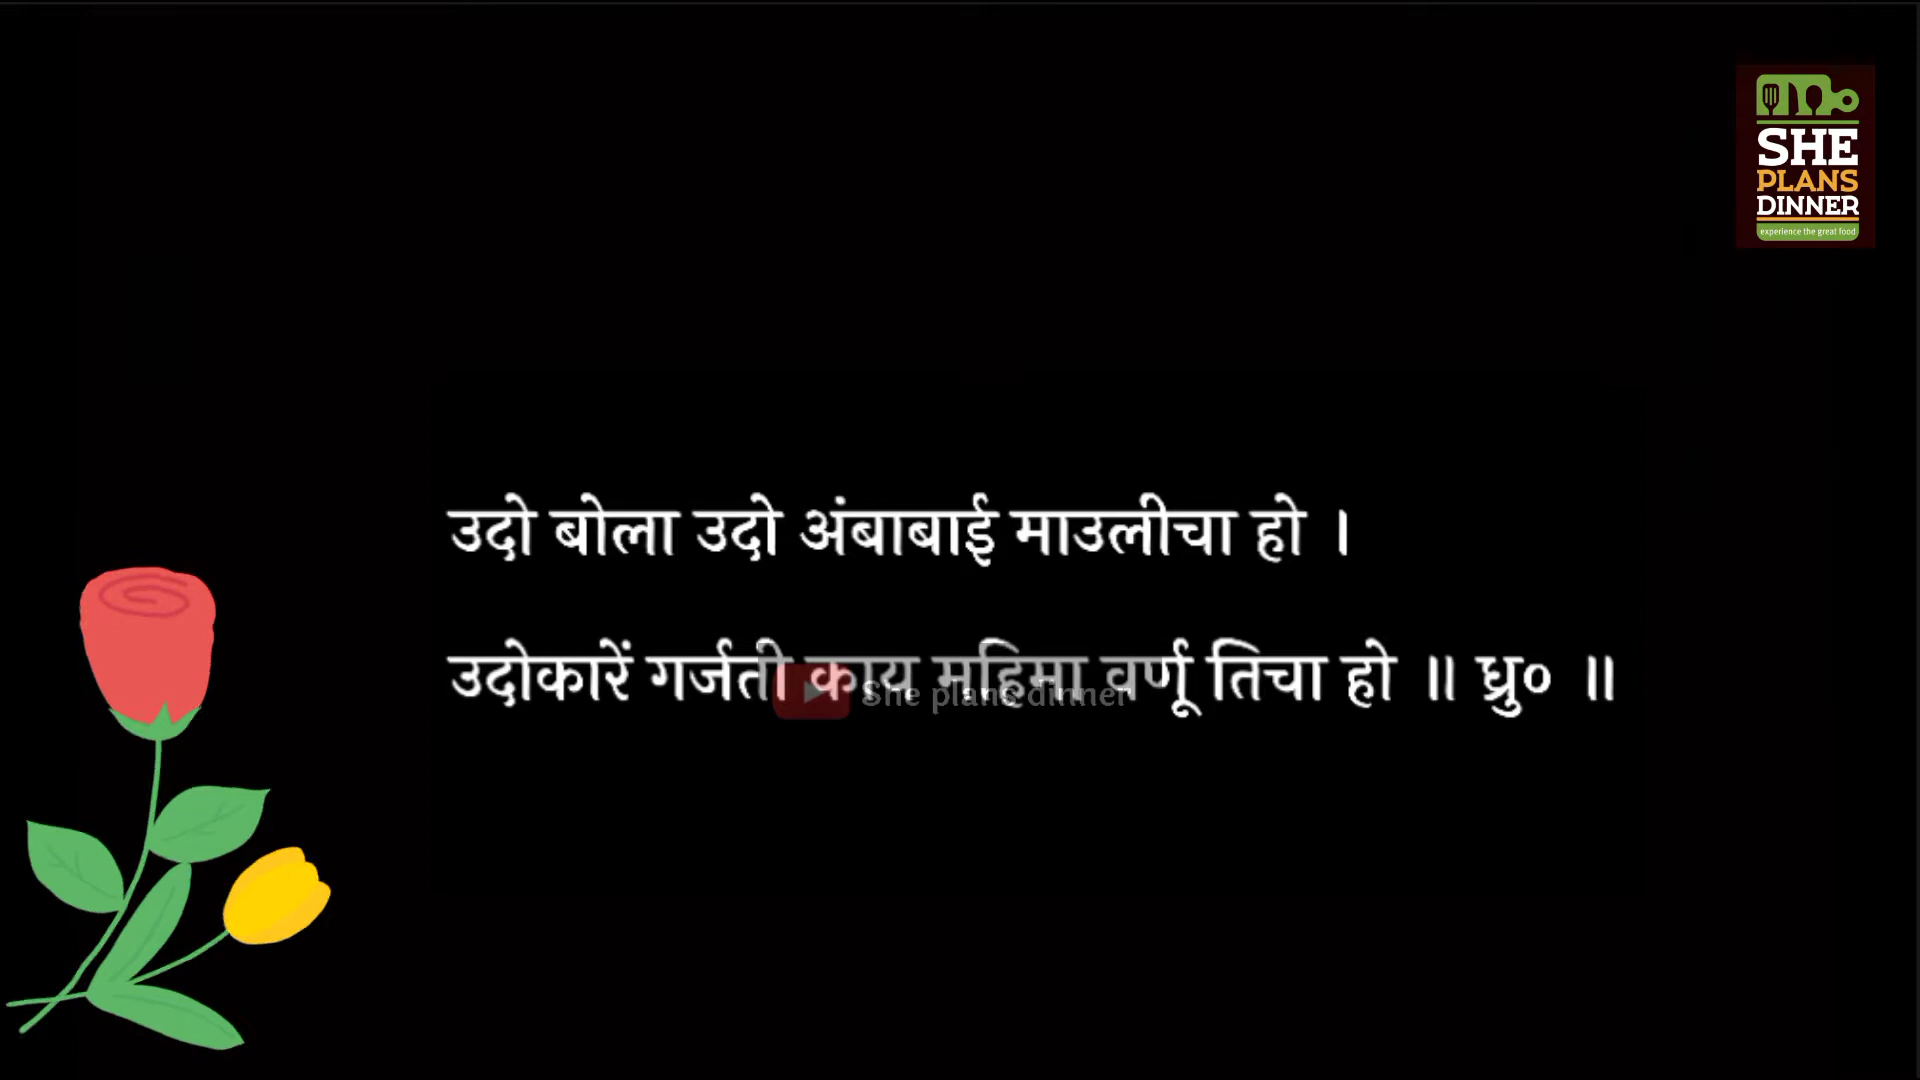 SHE
PLANS
DINNER
experience the great food
उदो बोला उदो अंबाबाई माउलीचा हो ।
उदोकारें गर्जती काय महिमा वर्णू तिचा हो ॥ ध्रु० ॥
She plans dinner